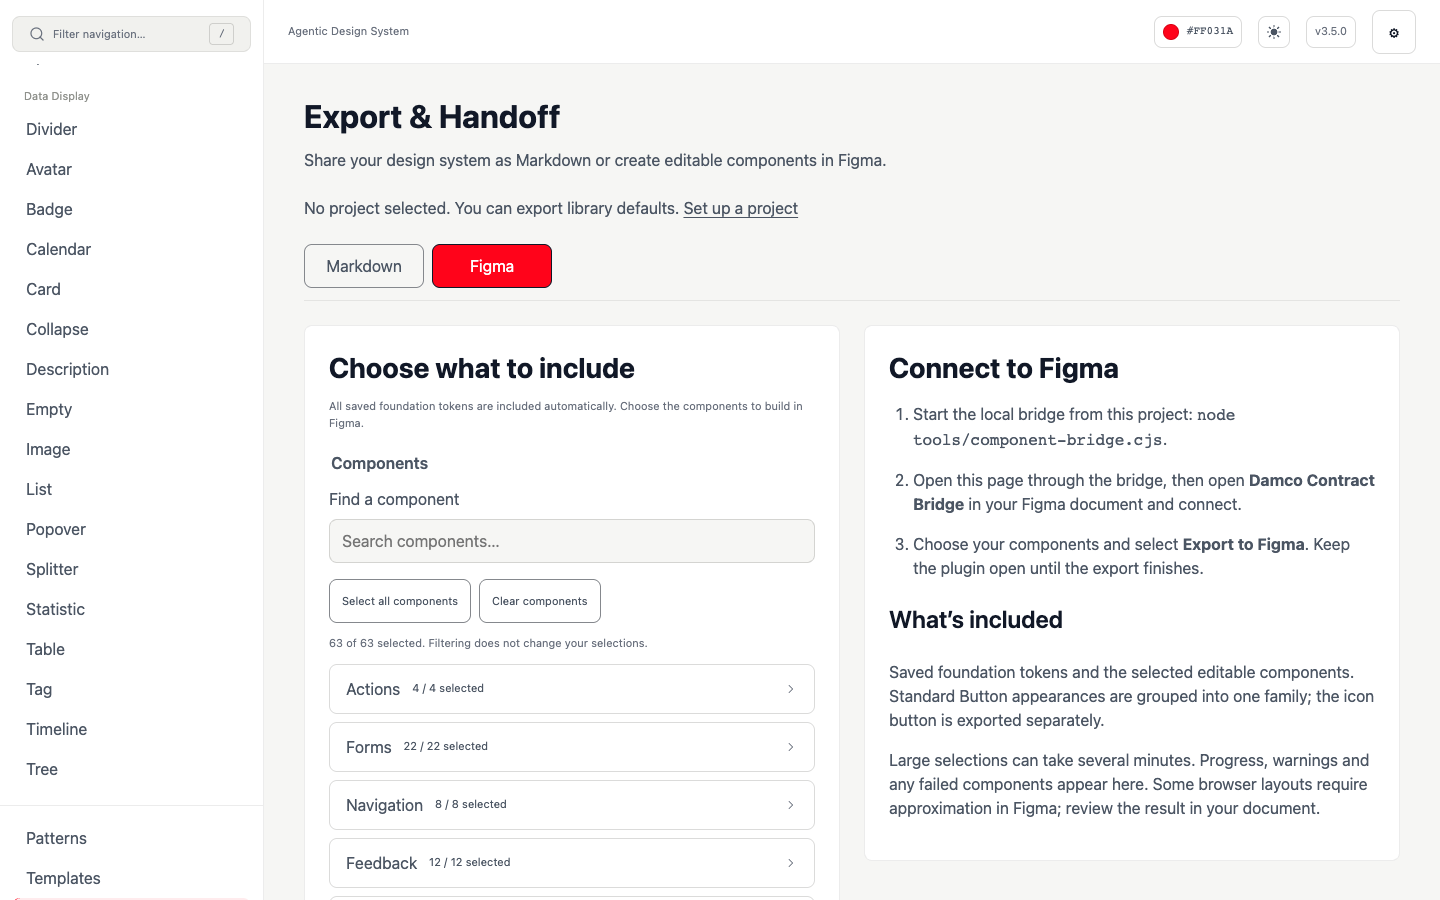 Filter navigation...
/
Data Display
Divider
Avatar
Badge
Calendar
Card
Collapse
Description
Empty
Image
List
Popover
Splitter
Statistic
Table
Tag
Timeline
Tree
Patterns
Templates
Agentic Design System
#FF031A
v3.5.0
Export & Handoff
Share your design system as Markdown or create editable components in Figma.
No project selected. You can export library defaults. Set up a project
Markdown
Figma
Choose what to include
All saved foundation tokens are included automatically. Choose the components to build in
Figma.
Components
Find a component
Search components...
Select all components
Clear components
63 of 63 selected. Filtering does not change your selections.
Actions 4 / 4 selected
Forms 22 / 22 selected
Navigation 8 / 8 selected
Feedback 12 / 12 selected
Connect to Figma
1. Start the local bridge from this project: node
tools/component-bridge.cjs.
2. Open this page through the bridge, then open Damco Contract
Bridge in your Figma document and connect.
3. Choose your components and select Export to Figma. Keep
the plugin open until the export finishes.
What’s included
Saved foundation tokens and the selected editable components.
Standard Button appearances are grouped into one family; the icon
button is exported separately.
Large selections can take several minutes. Progress, warnings and
any failed components appear here. Some browser layouts require
approximation in Figma; review the result in your document.